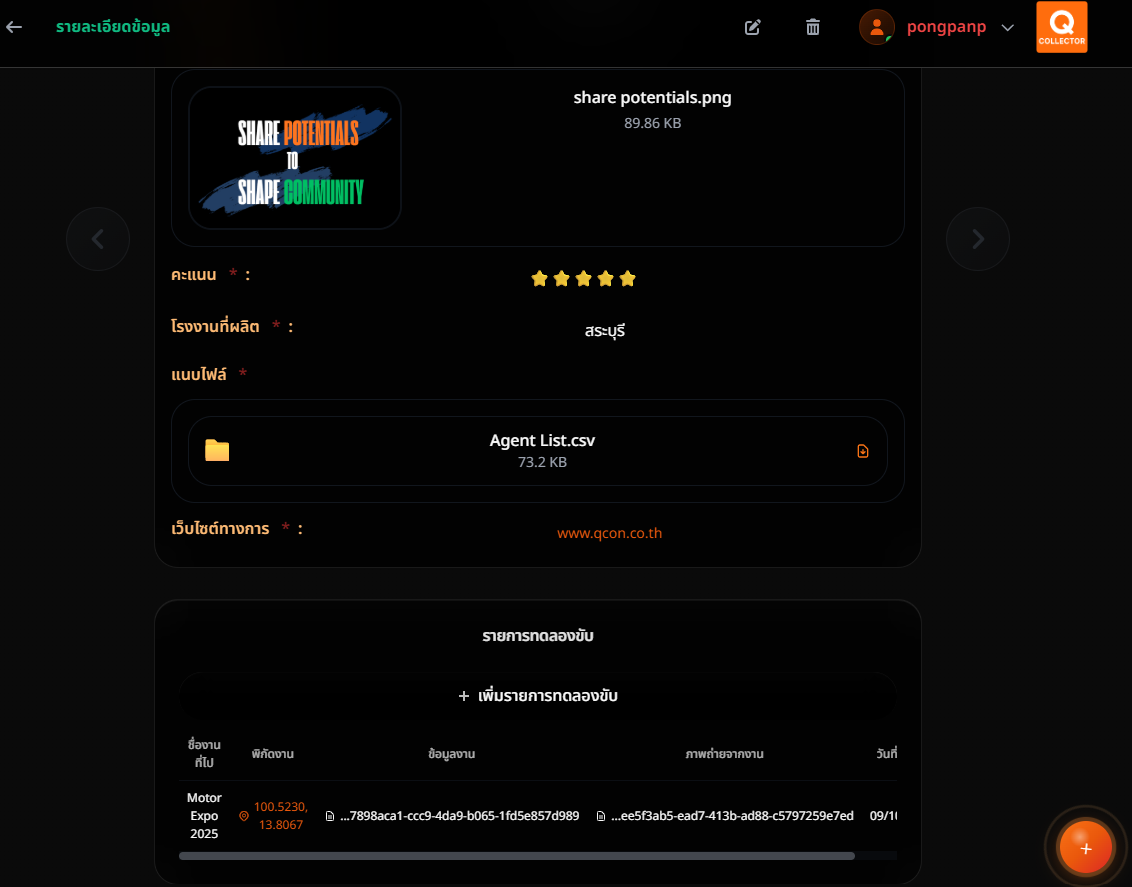 รายละเอียดข้อมูล
pongpanp
Q
COLLECTOR
SHARE POTENTIALS
TO
SHAPE COMMUNITY
share potentials.png
89.86 KB
คะแนน * :
โรงงานที่ผลิต * :
สระบุรี
แนบไฟล์ *
Agent List.csv
73.2 KB
เว็บไซต์ทางการ * :
www.qcon.co.th
รายการทดลองขับ
+ เพิ่มรายการทดลองขับ
ชื่องาน
ที่ไป
พิกัดงาน
ข้อมูลงาน
ภาพถ่ายจากงาน
วันที่
Motor
Expo
2025
100.5230,
13.8067
...7898aca1-ccc9-4da9-b065-1fd5e857d989
...ee5f3ab5-ead7-413b-ad88-c5797259e7ed
09/10
+